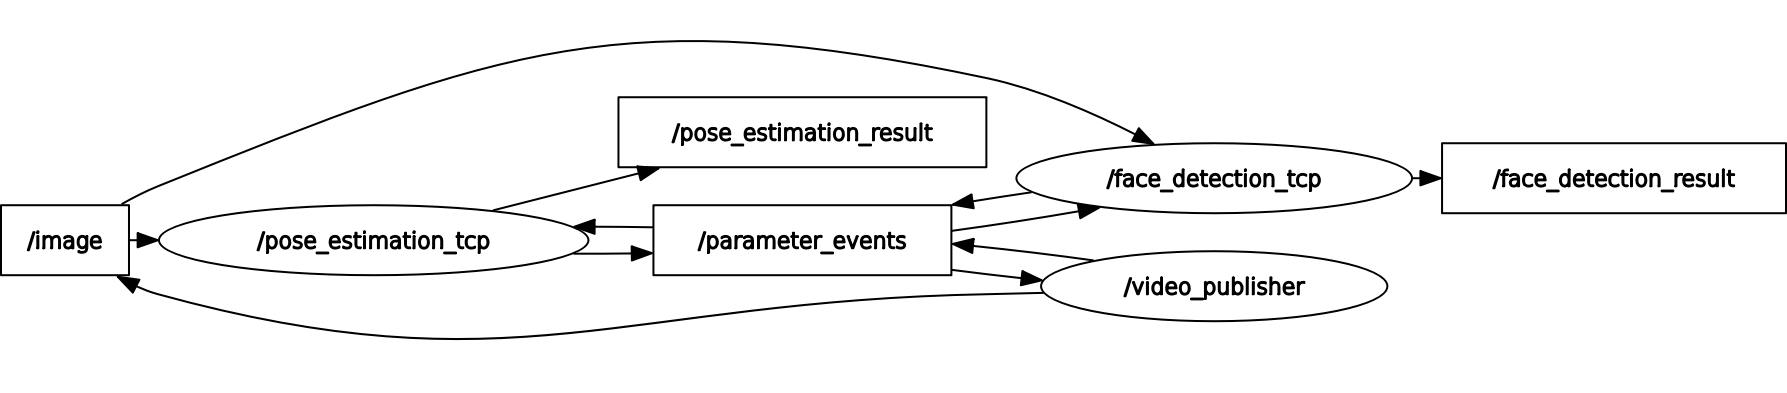 /pose_estimation_result
/face_detection_tcp
/face_detection_result
/image
/pose_estimation_tcp
/parameter_events
/video_publisher